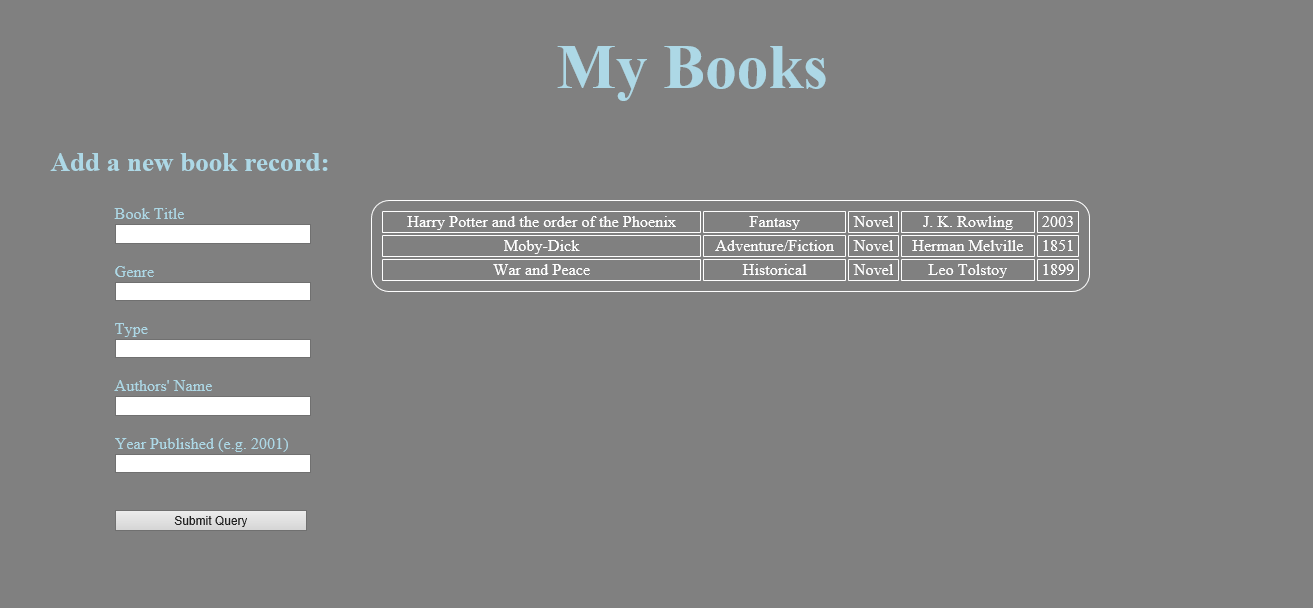 My Books
Add a new book record:
Book Title
Genre
Type
Authors' Name
Year Published (e.g. 2001)
Submit Query
Harry Potter and the order of the Phoenix Fantasy Novel J. K. Rowling 2003
Moby-Dick Adventure/Fiction Novel Herman Melville 1851
War and Peace Historical Novel Leo Tolstoy 1899